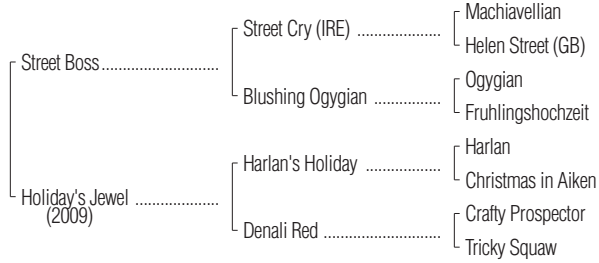 Machiavellian
Street Cry (IRE) ....................
Helen Street (GB)
Street Boss............................
Ogygian
Blushing Ogygian ................
Fruhlingshochzeit
Harlan
Harlan's Holiday ..................
Christmas in Aiken
Holiday's Jewel ....................
(2009)
Crafty Prospector
Denali Red ............................
Tricky Squaw